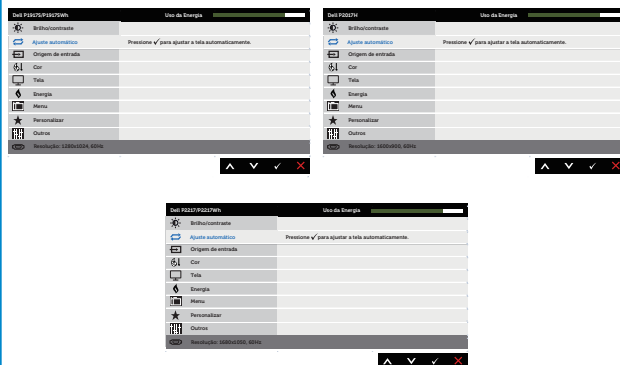 Dell P1917S/P1917SWh Uso da Energia
Brilho/contraste
Ajuste automático Pressione ✓ para ajustar a tela automaticamente.
Origem de entrada
Cor
Tela
Energia
Menu
Personalizar
Outros
Resolução: 1280x1024, 60Hz
Dell P2017H Uso da Energia
Brilho/contraste
Ajuste automático Pressione ✓ para ajustar a tela automaticamente.
Origem de entrada
Cor
Tela
Energia
Menu
Personalizar
Outros
Resolução: 1600x900, 60Hz
Dell P2217/P2217Wh Uso da Energia
Brilho/contraste
Ajuste automático Pressione ✓ para ajustar a tela automaticamente.
Origem de entrada
Cor
Tela
Energia
Menu
Personalizar
Outros
Resolução: 1680x1050, 60Hz